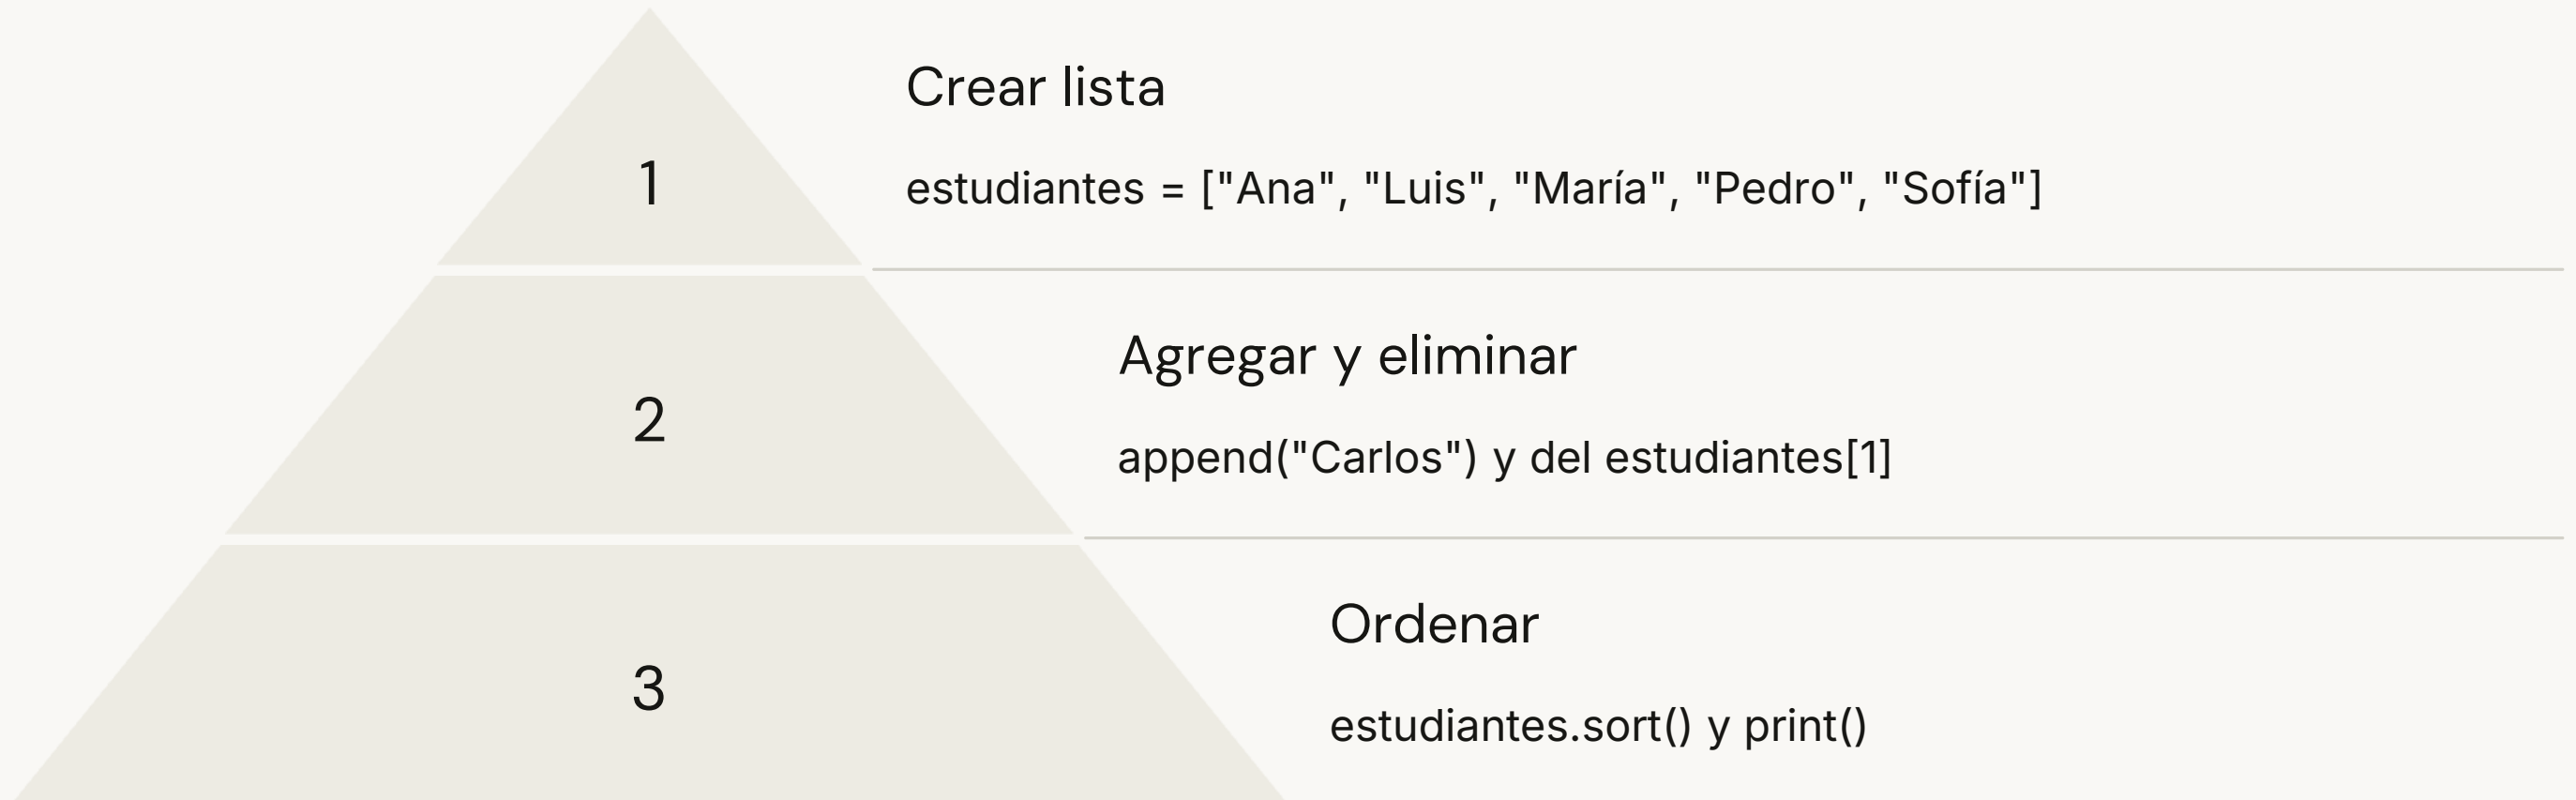 Crear lista
1
estudiantes = ["Ana", "Luis", "María", "Pedro", "Sofía"]
Agregar y eliminar
2
append("Carlos") y del estudiantes[1]
Ordenar
3
estudiantes.sort() y print()